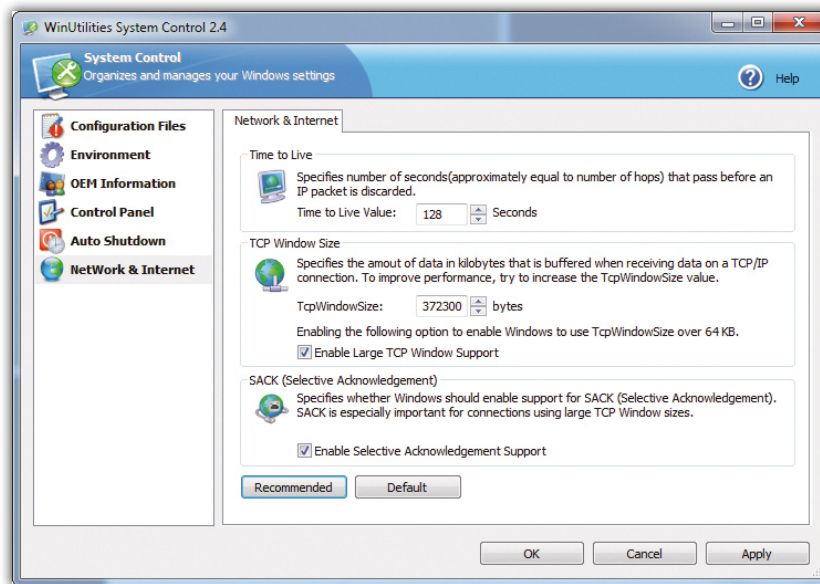 WinUtilities System Control 2.4
System Control
Organizes and manages your Windows settings
Help
Configuration Files
Environment
OEM Information
Control Panel
Auto Shutdown
NetWork & Internet
Network & Internet
Time to Live
Specifies number of seconds(approximately equal to number of hops) that pass before an
IP packet is discarded.
Time to Live Value: 128 Seconds
TCP Window Size
Specifies the amout of data in kilobytes that is buffered when receiving data on a TCP/IP
connection. To improve performance, try to increase the TcpWindowSize value.
TcpWindowSize: 372300 bytes
Enabling the following option to enable Windows to use TcpWindowSize over 64 KB.
Enable Large TCP Window Support
SACK (Selective Acknowledgement)
Specifies whether Windows should enable support for SACK (Selective Acknowledgement).
SACK is especially important for connections using large TCP Window sizes.
Enable Selective Acknowledgement Support
Recommended
Default
OK
Cancel
Apply